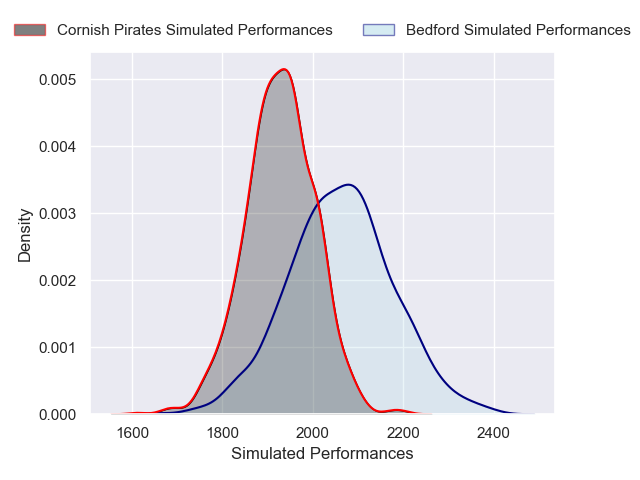 Cornish Pirates Simulated Performances Bedford Simulated Performances
0.005
0.004
0.003
0.002
0.001
0.000
Density
1600 1800 2000 2200 2400
Simulated Performances